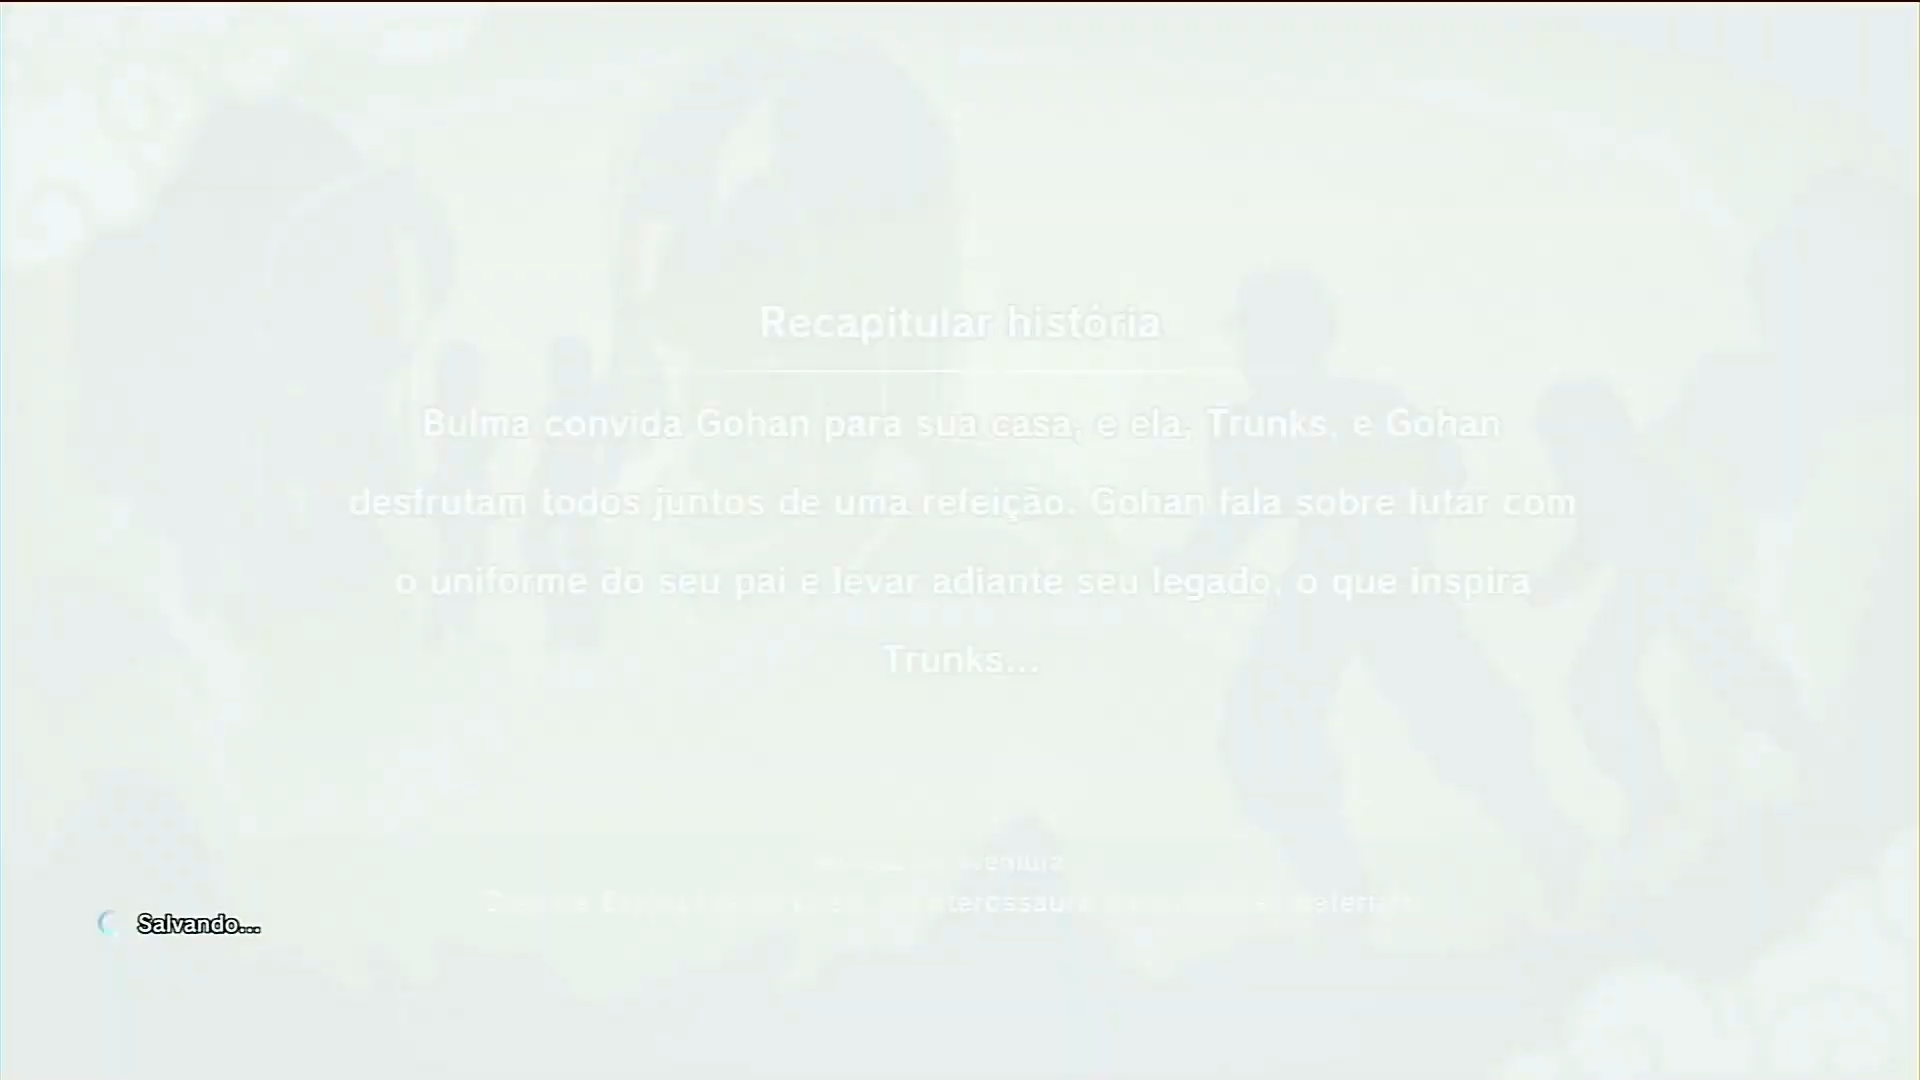 Recapitular história
Bulma convida Gohan para sua casa, e ela, Trunks, e Gohan
desfrutam todos juntos de uma refeição. Gohan fala sobre lutar com
o uniforme do seu pai e levar adiante seu legado, o que inspira
Trunks...
Salvando...